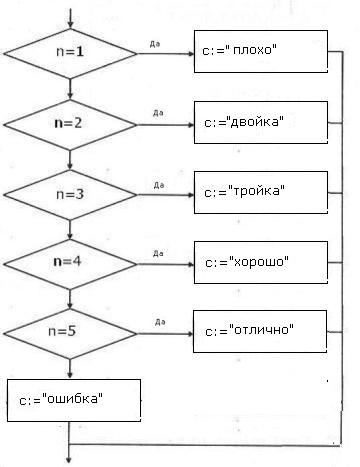 n=1
Да
c:="плохо"
n=2
Да
c:="двойка"
n=3
Да
c:="тройка"
n=4
Да
c:="хорошо"
n=5
Да
c:="отлично"
c:="ошибка"